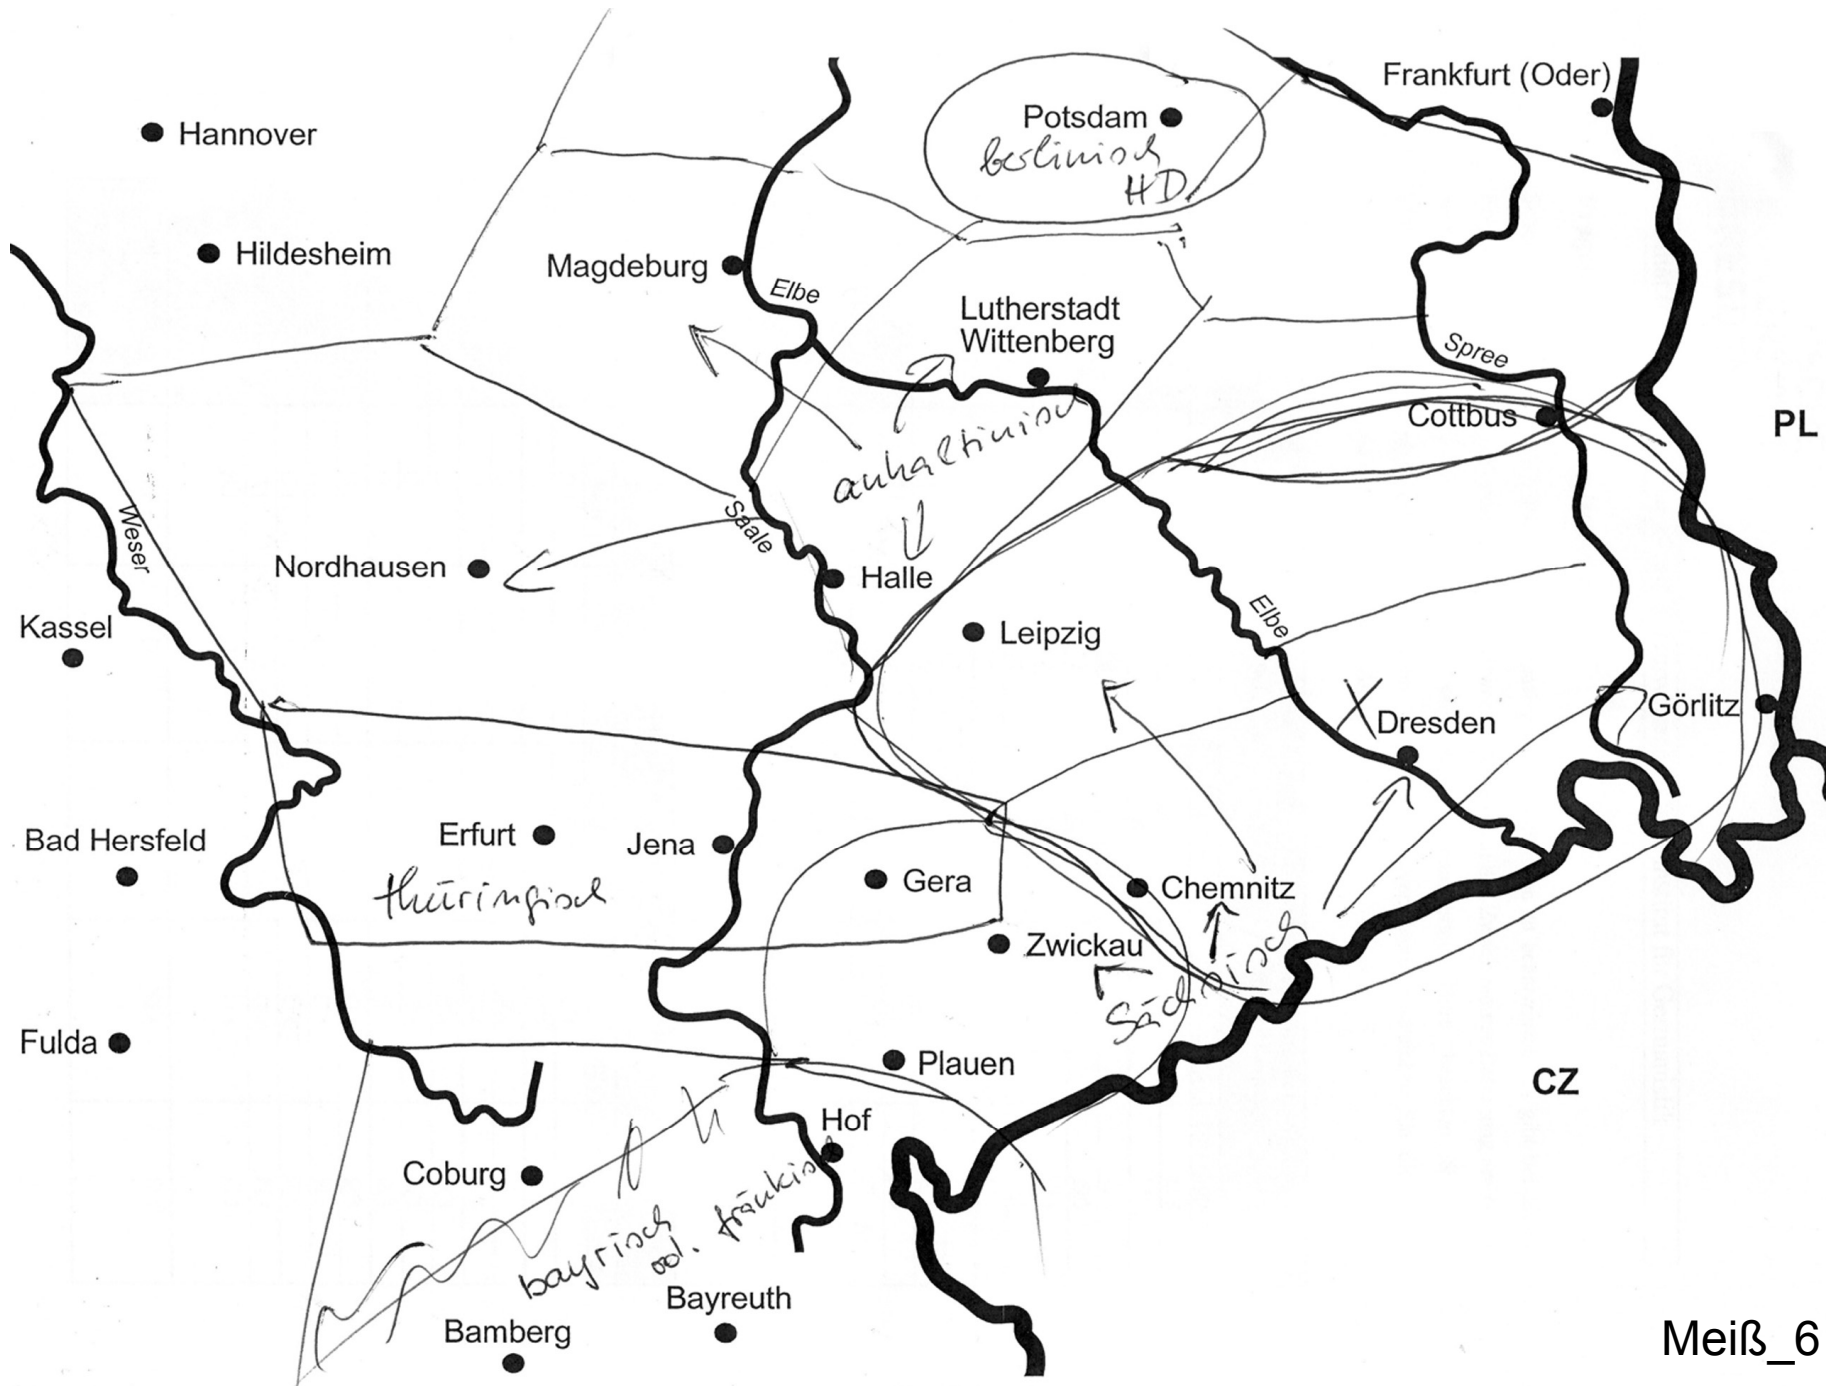 Frankfurt (Oder)
Potsdam
berlinisch
HD.
Hannover
Hildesheim
Magdeburg
Elbe
Lutherstadt
Wittenberg
Spree
Cottbus
PL
anhaltinisch
Weser
Saale
Nordhausen
Halle
Elbe
Kassel
Leipzig
X
Görlitz
Dresden
Bad Hersfeld
Erfurt
Jena
Gera
Chemnitz
thüringisch
Zwickau
Sächsisch
Fulda
Plauen
CZ
Hof
Coburg
bayrisch
od. fränkisch
Bayreuth
Bamberg
Meiß_6